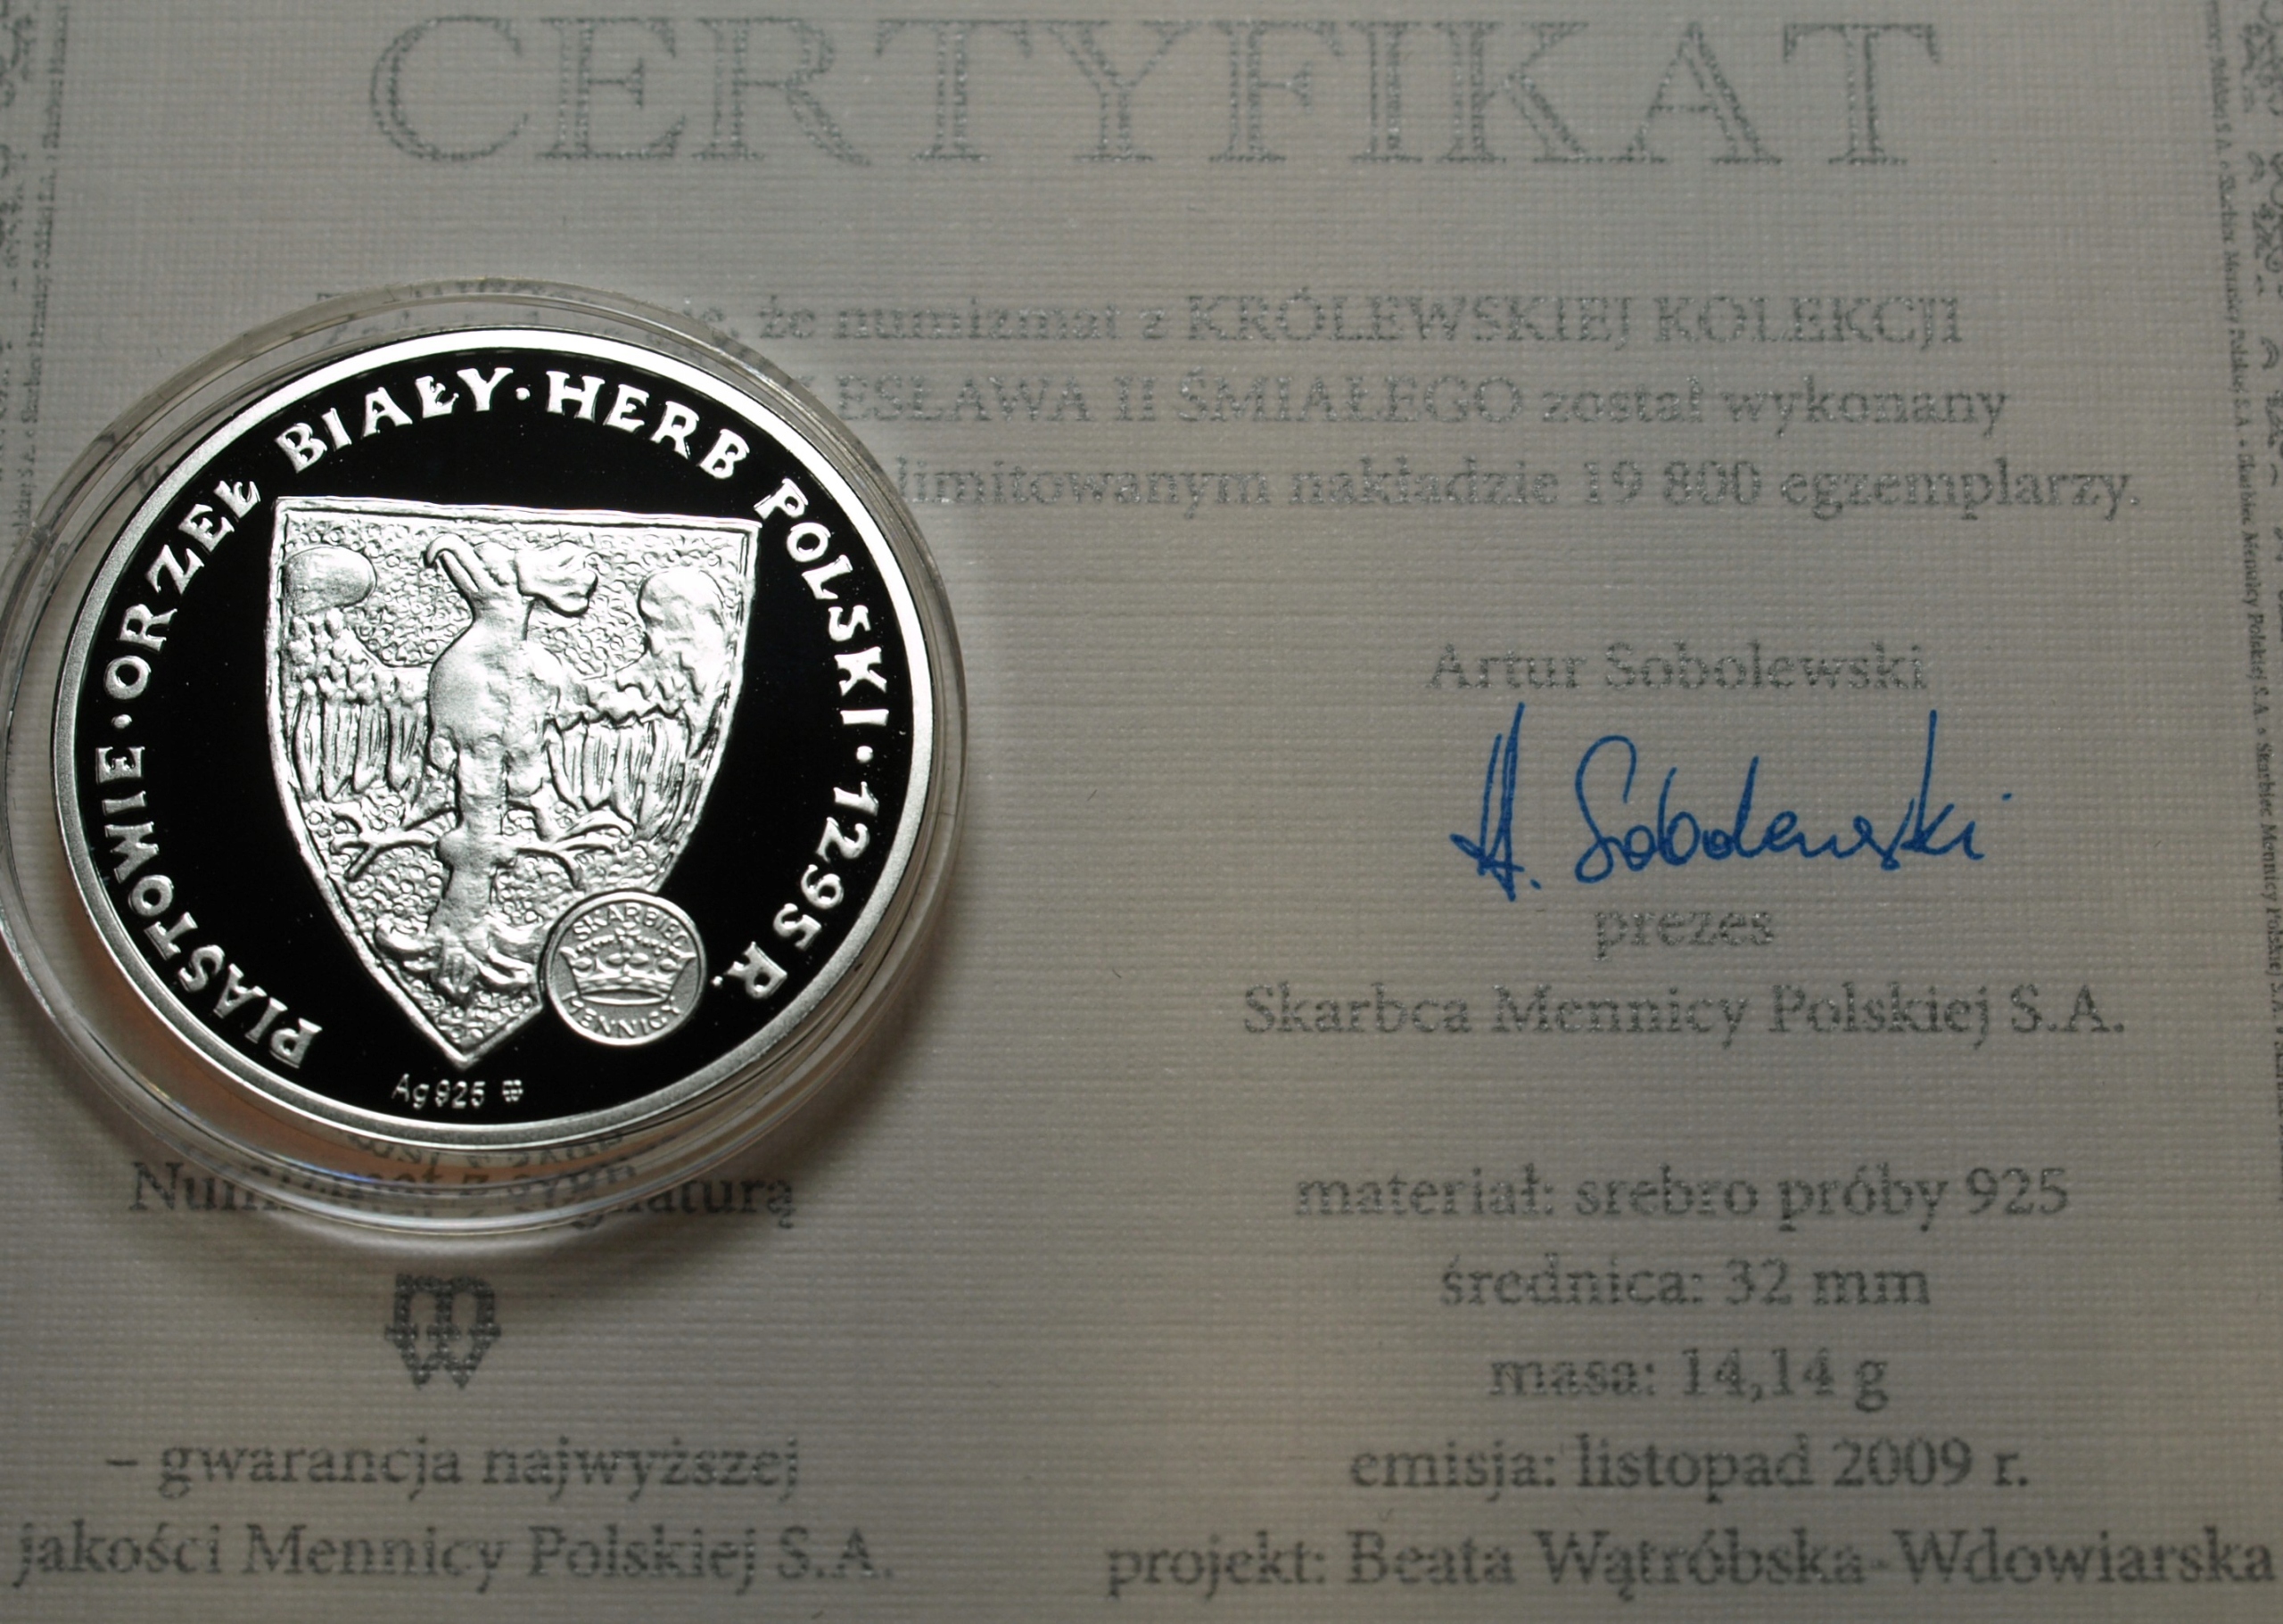 CERTYFIKAT
że numizmat z KRÓLEWSKIEJ KOLEKCJI
II ŚMIAŁEGO został wykonany
limitowanym nakładzie 19 800 egzemplarzy.
PIASTOWIE · ORZEŁ BIAŁY · HERB POLSKI · 1295 R.
SKARBIEC
MENNICY
Ag 925
Artur Sobolewski
A. Sobolewski
prezes
Skarbca Mennicy Polskiej S.A.
Numizmat z sygnaturą
– gwarancja najwyższej
jakości Mennicy Polskiej S.A.
materiał: srebro próby 925
średnica: 32 mm
masa: 14,14 g
emisja: listopad 2009 r.
projekt: Beata Wątróbska-Wdowiarska